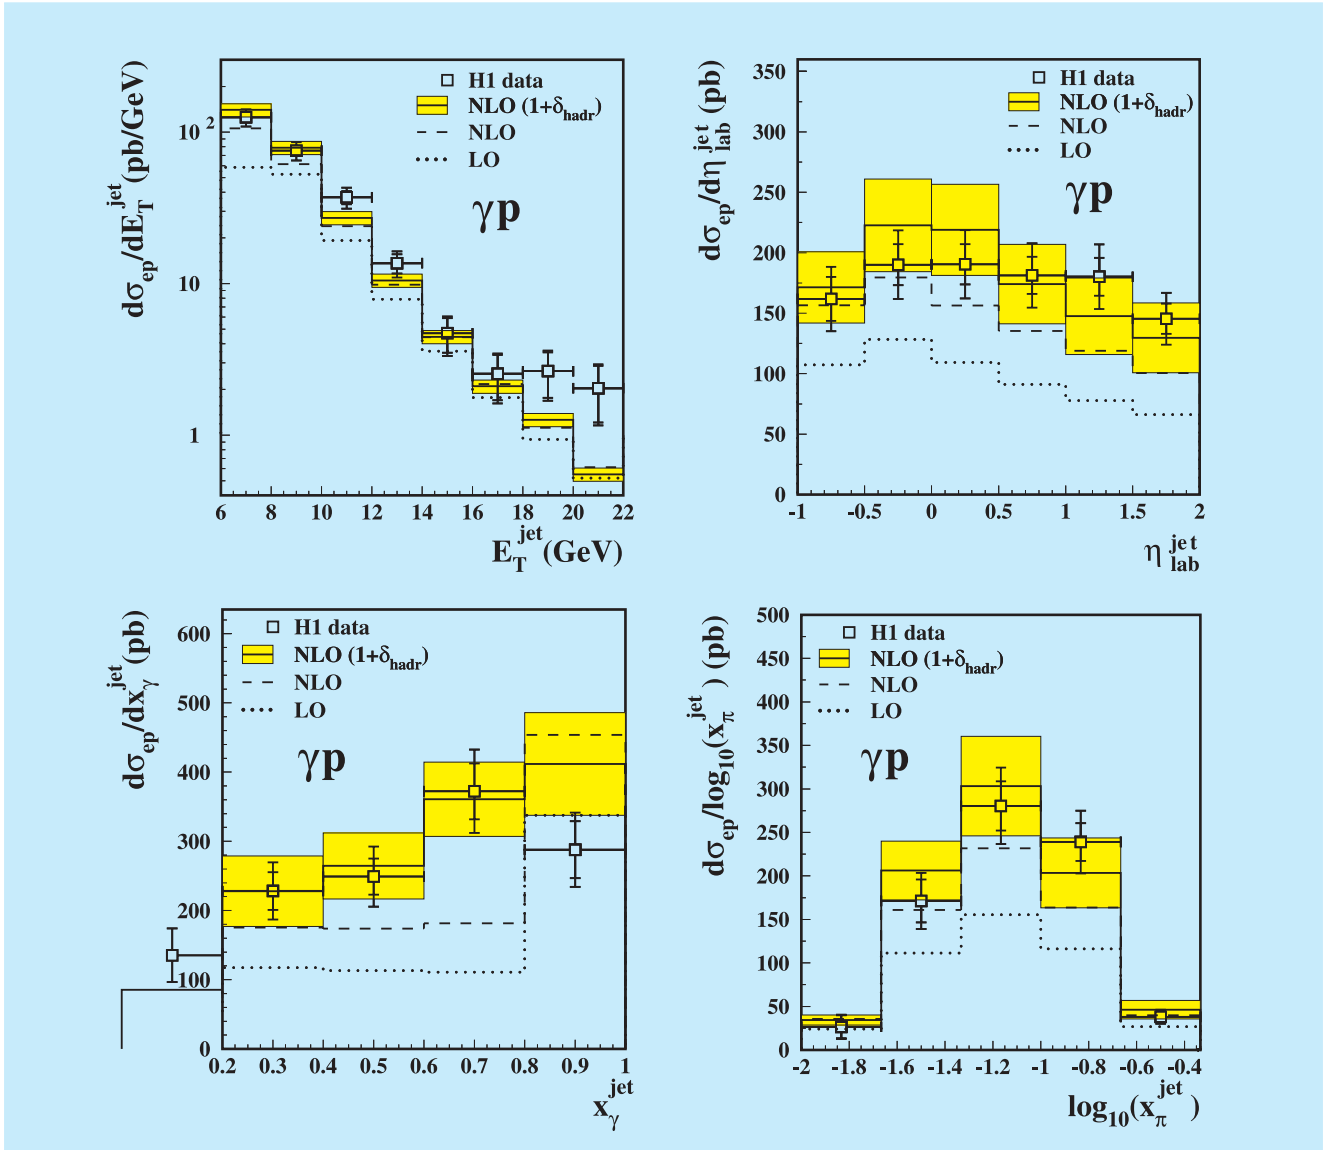 dσep/dETjet (pb/GeV)
H1 data
NLO (1+δhadr)
NLO
LO
γp
10²
10
1
6 8 10 12 14 16 18 20 22
ETjet (GeV)
dσep/dηlabjet (pb)
H1 data
NLO (1+δhadr)
NLO
LO
γp
350
300
250
200
150
100
50
0
-1 -0.5 0 0.5 1 1.5 2
ηlabjet
dσep/dxγjet (pb)
H1 data
NLO (1+δhadr)
NLO
LO
γp
600
500
400
300
200
100
0
0.2 0.3 0.4 0.5 0.6 0.7 0.8 0.9 1
xγjet
dσep/log10(xπjet) (pb)
H1 data
NLO (1+δhadr)
NLO
LO
γp
500
450
400
350
300
250
200
150
100
50
0
-2 -1.8 -1.6 -1.4 -1.2 -1 -0.8 -0.6 -0.4
log10(xπjet)